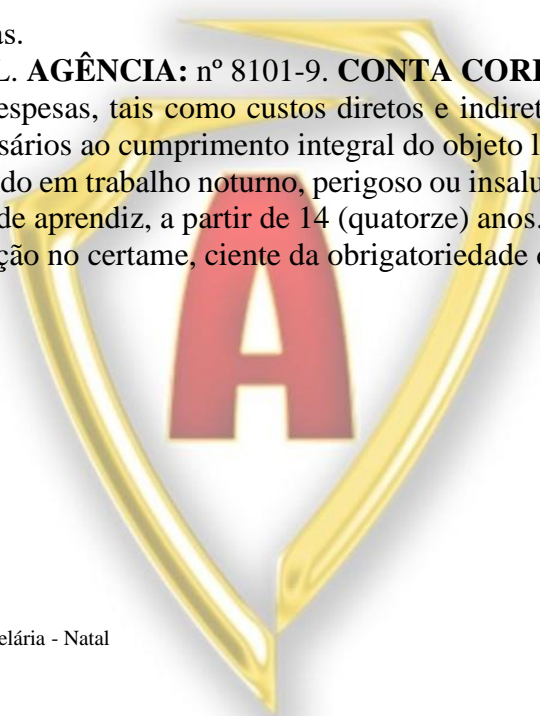 as.
L. AGÊNCIA: nº 8101-9. CONTA CORR
espesas, tais como custos diretos e indiret
sários ao cumprimento integral do objeto l
do em trabalho noturno, perigoso ou insalu
de aprendiz, a partir de 14 (quatorze) anos.
ção no certame, ciente da obrigatoriedade d
A
elária - Natal